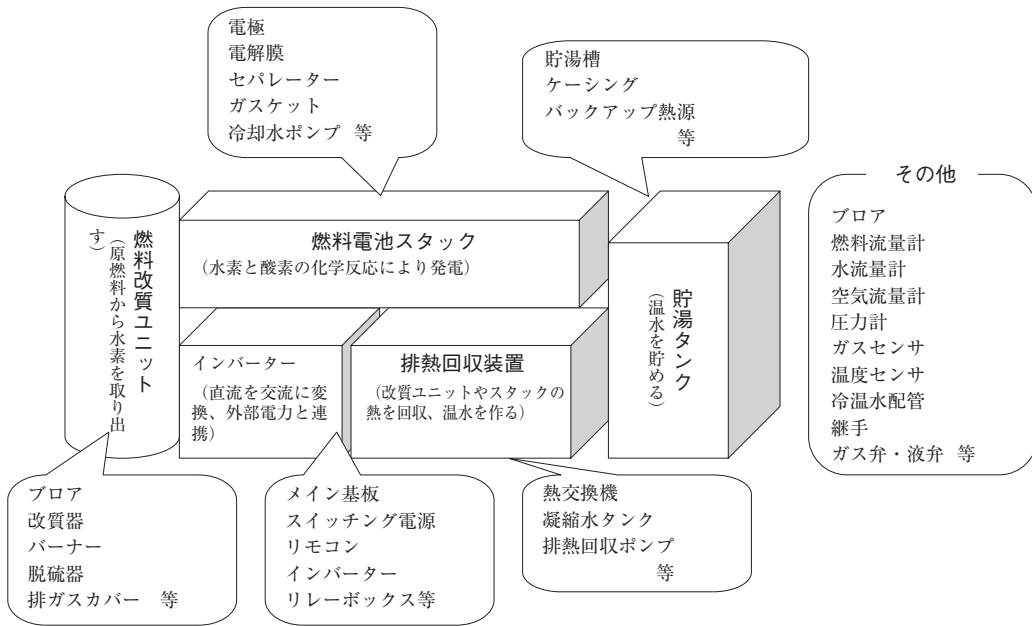 電極
電解膜
セパレーター
ガスケット
冷却水ポンプ 等
貯湯槽
ケーシング
バックアップ熱源
等
燃料改質ユニット
(原燃料から水素を取り出
す)
燃料電池スタック
(水素と酸素の化学反応により発電)
インバーター
(直流を交流に変
換、外部電力と連
携)
排熱回収装置
(改質ユニットやスタックの
熱を回収、温水を作る)
貯湯タンク
(温水を貯める)
その他
ブロア
燃料流量計
水流量計
空気流量計
圧力計
ガスセンサ
温度センサ
冷温水配管
継手
ガス弁・液弁 等
ブロア
改質器
バーナー
脱硫器
排ガスカバー 等
メイン基板
スイッチング電源
リモコン
インバーター
リレーボックス等
熱交換機
凝縮水タンク
排熱回収ポンプ
等